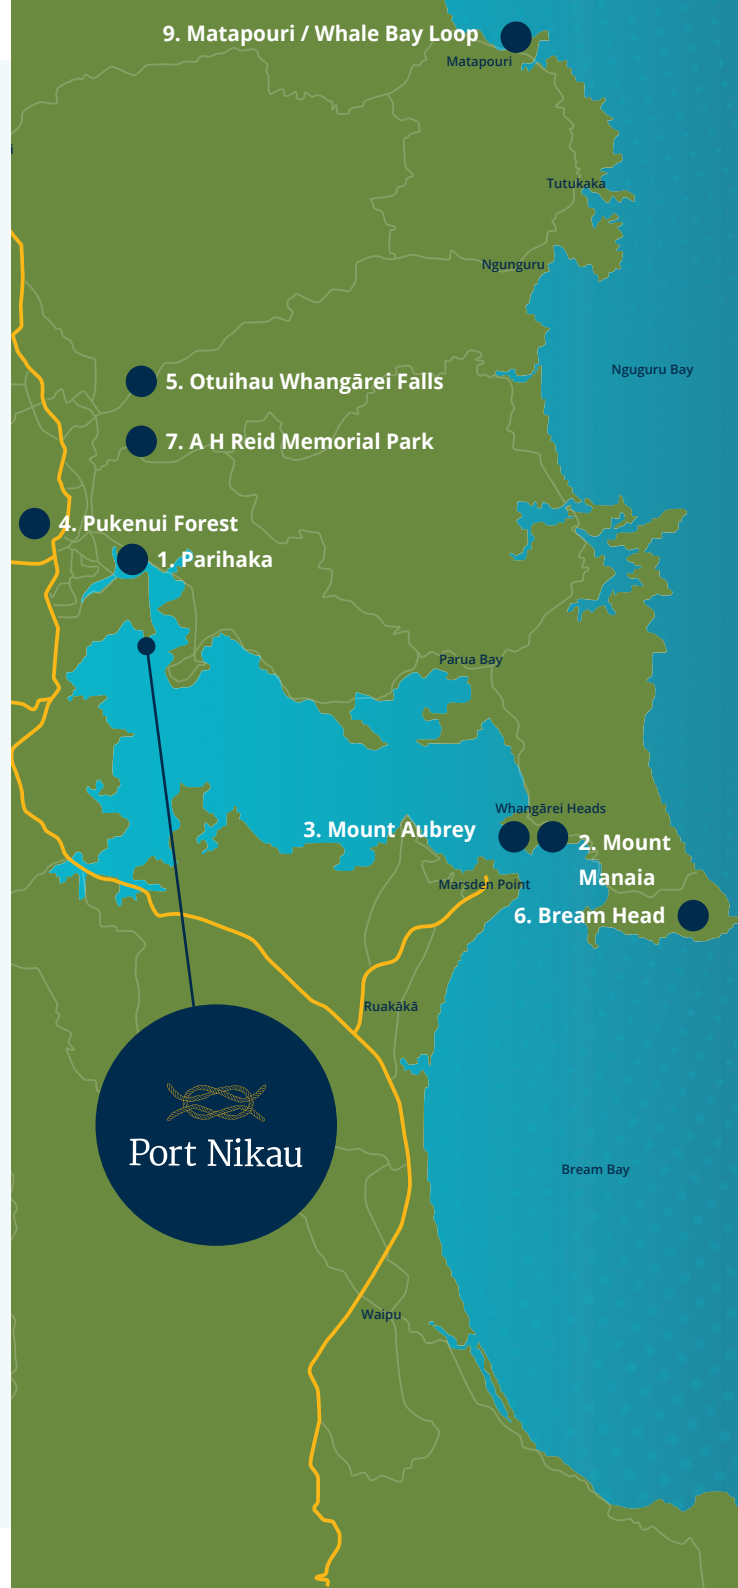 9. Matapouri / Whale Bay Loop
Matapouri
Tutukaka
Ngunguru
Nguguru Bay
5. Otuihau Whangārei Falls
7. A H Reid Memorial Park
4. Pukenui Forest
1. Parihaka
Parua Bay
Whangārei Heads
3. Mount Aubrey
2. Mount
Manaia
Marsden Point
6. Bream Head
Ruakākā
Port Nikau
Bream Bay
Waipu